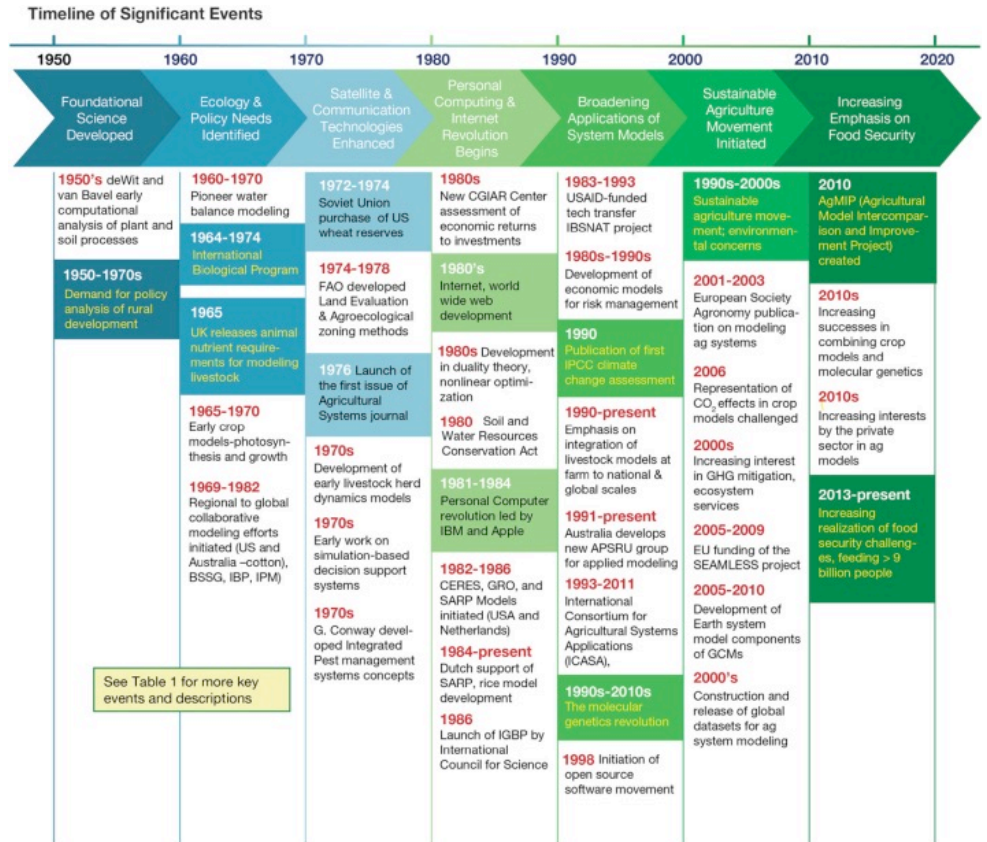 Timeline of Significant Events
1950
1960
1970
1980
1990
2000
2010
2020
Foundational
Science
Developed
Ecology &
Policy Needs
Identified
Satellite &
Communication
Technologies
Enhanced
Personal
Computing &
Internet
Revolution
Begins
Broadening
Applications of
System Models
Sustainable
Agriculture
Movement
Initiated
Increasing
Emphasis on
Food Security
1950's deWit and
van Bavel early
computational
analysis of plant and
soil processes
1950-1970s
Demand for policy
analysis of rural
development
1960-1970
Pioneer water
balance modeling
1964-1974
International
Biological Program
1965
UK releases animal
nutrient require-
ments for modeling
livestock
1965-1970
Early crop
models-photosyn-
thesis and growth
1969-1982
Regional to global
collaborative
modeling efforts
initiated (US and
Australia –cotton),
BSSG, IBP, IPM)
1972-1974
Soviet Union
purchase of US
wheat reserves
1974-1978
FAO developed
Land Evaluation
& Agroecological
zoning methods
1976 Launch of
the first issue of
Agricultural
Systems journal
1970s
Development of
early livestock herd
dynamics models
1970s
Early work on
simulation-based
decision support
systems
1970s
G. Conway devel-
oped Integrated
Pest management
systems concepts
1980s
New CGIAR Center
assessment of
economic returns
to investments
1980's
Internet, world
wide web
development
1980s Development
in duality theory,
nonlinear optimi-
zation
1980 Soil and
Water Resources
Conservation Act
1981-1984
Personal Computer
revolution led by
IBM and Apple
1982-1986
CERES, GRO, and
SARP Models
initiated (USA and
Netherlands)
1984-present
Dutch support of
SARP, rice model
development
1986
Launch of IGBP by
International
Council for Science
1983-1993
USAID-funded
tech transfer
IBSNAT project
1980s-1990s
Development of
economic models
for risk management
1990
Publication of first
IPCC climate
change assessment
1990-present
Emphasis on
integration of
livestock models at
farm to national &
global scales
1991-present
Australia develops
new APSRU group
for applied modeling
1993-2011
International
Consortium for
Agricultural Systems
Applications
(ICASA),
1990s-2010s
The molecular
genetics revolution
1998 Initiation of
open source
software movement
1990s-2000s
Sustainable
agriculture move-
ment; environmen-
tal concerns
2001-2003
European Society
Agronomy publica-
tion on modeling
ag systems
2006
Representation of
CO₂ effects in crop
models challenged
2000s
Increasing interest
in GHG mitigation,
ecosystem
services
2005-2009
EU funding of the
SEAMLESS project
2005-2010
Development of
Earth system
model components
of GCMs
2000's
Construction and
release of global
datasets for ag
system modeling
2010
AgMIP (Agricultural
Model Intercompar-
ison and Improve-
ment Project)
created
2010s
Increasing
successes in
combining crop
models and
molecular genetics
2010s
Increasing interests
by the private
sector in ag
models
2013-present
Increasing
realization of food
security challeng-
es, feeding > 9
billion people
See Table 1 for more key
events and descriptions